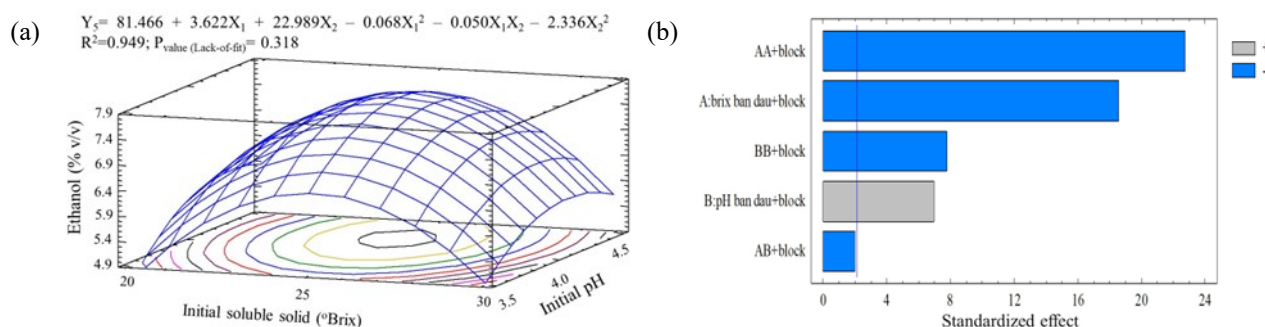 (a)
Y₅= 81.466 + 3.622X₁ + 22.989X₂ – 0.068X₁² – 0.050X₁X₂ – 2.336X₂²
R²=0.949; P value (Lack-of-fit)= 0.318
Ethanol (% v/v)
7.9
7.4
6.9
6.4
5.9
5.4
4.9
20
25
30
Initial soluble solid (°Brix)
3.5
4.0
4.5
Initial pH
(b)
AA+block
A:brix ban dau+block
BB+block
B:pH ban dau+block
AB+block
0 4 8 12 16 20 24
Standardized effect
+
-